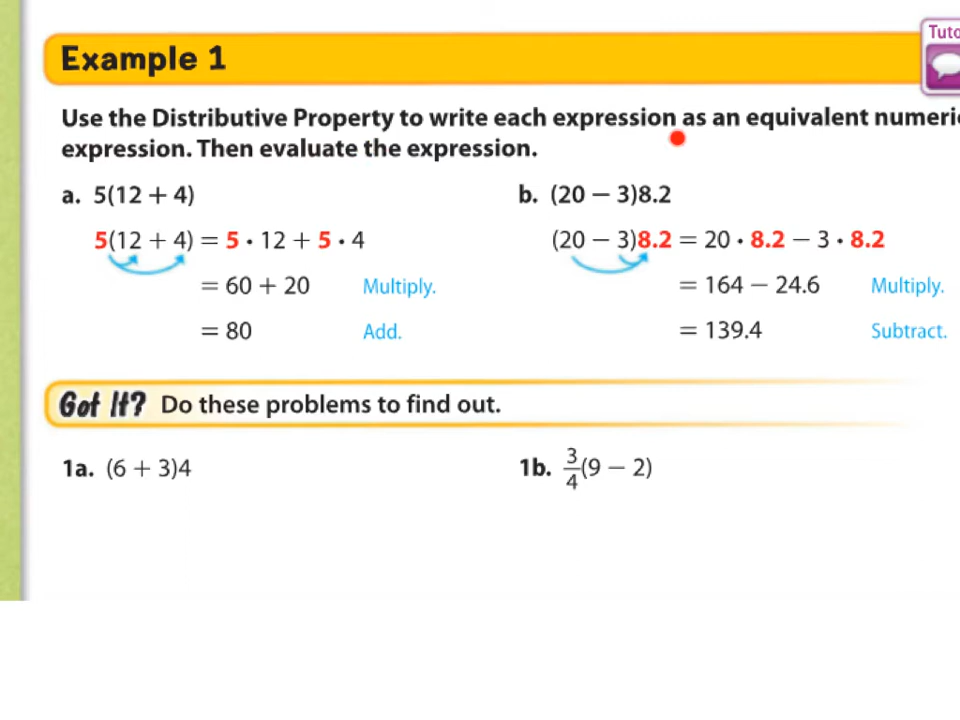 Example 1
Tuto
Use the Distributive Property to write each expression as an equivalent numeric
expression. Then evaluate the expression.
a. 5(12 + 4)
5(12 + 4) = 5 • 12 + 5 • 4
= 60 + 20 Multiply.
= 80 Add.
b. (20 − 3)8.2
(20 − 3)8.2 = 20 • 8.2 − 3 • 8.2
= 164 − 24.6 Multiply.
= 139.4 Subtract.
Got It? Do these problems to find out.
1a. (6 + 3)4
1b. 3/4(9 − 2)